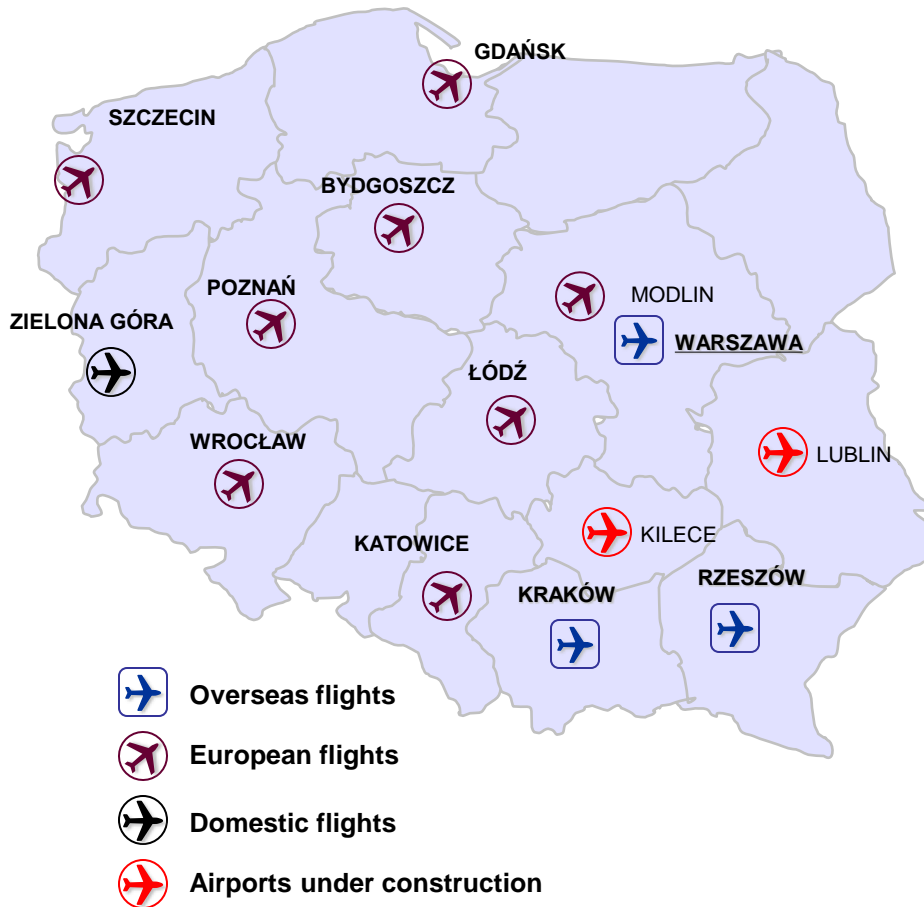 GDAŃSK
SZCZECIN
BYDGOSZCZ
POZNAŃ
MODLIN
ZIELONA GÓRA
WARSZAWA
ŁÓDŹ
WROCŁAW
LUBLIN
KILECE
KATOWICE
RZESZÓW
KRAKÓW
Overseas flights
European flights
Domestic flights
Airports under construction